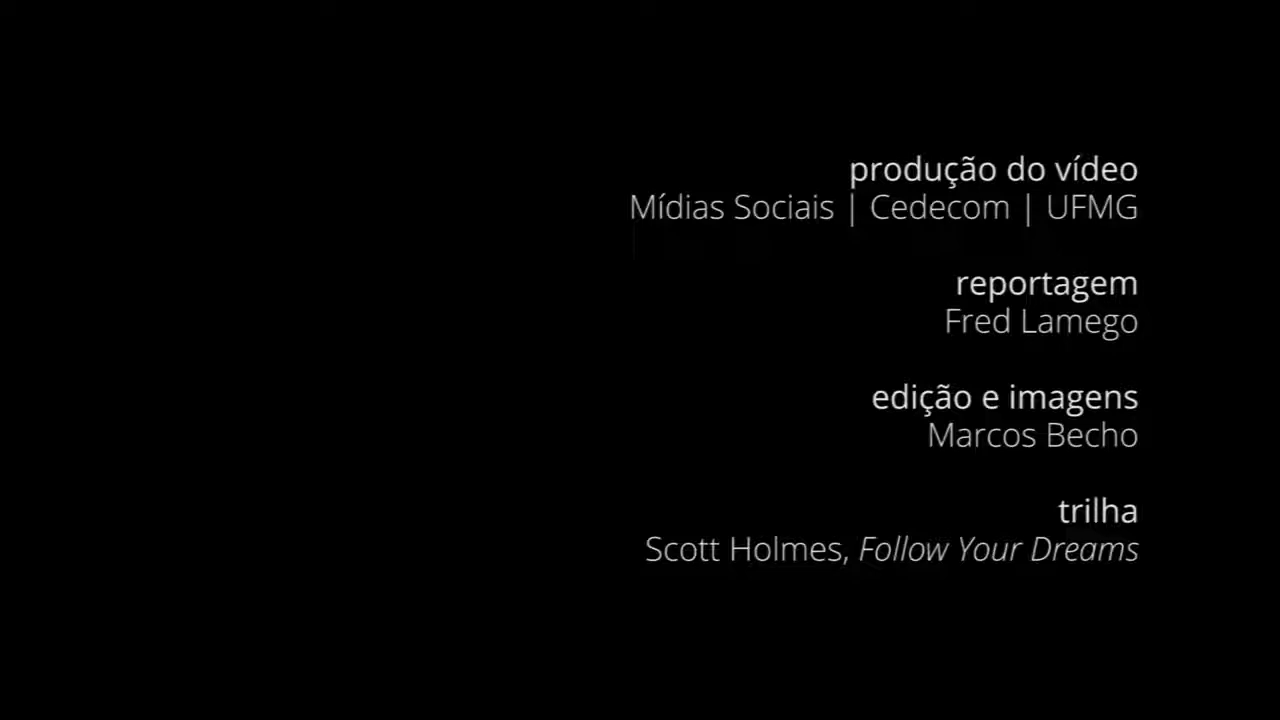 produção do vídeo
Mídias Sociais | Cedecom | UFMG
reportagem
Fred Lamego
edição e imagens
Marcos Becho
trilha
Scott Holmes, Follow Your Dreams